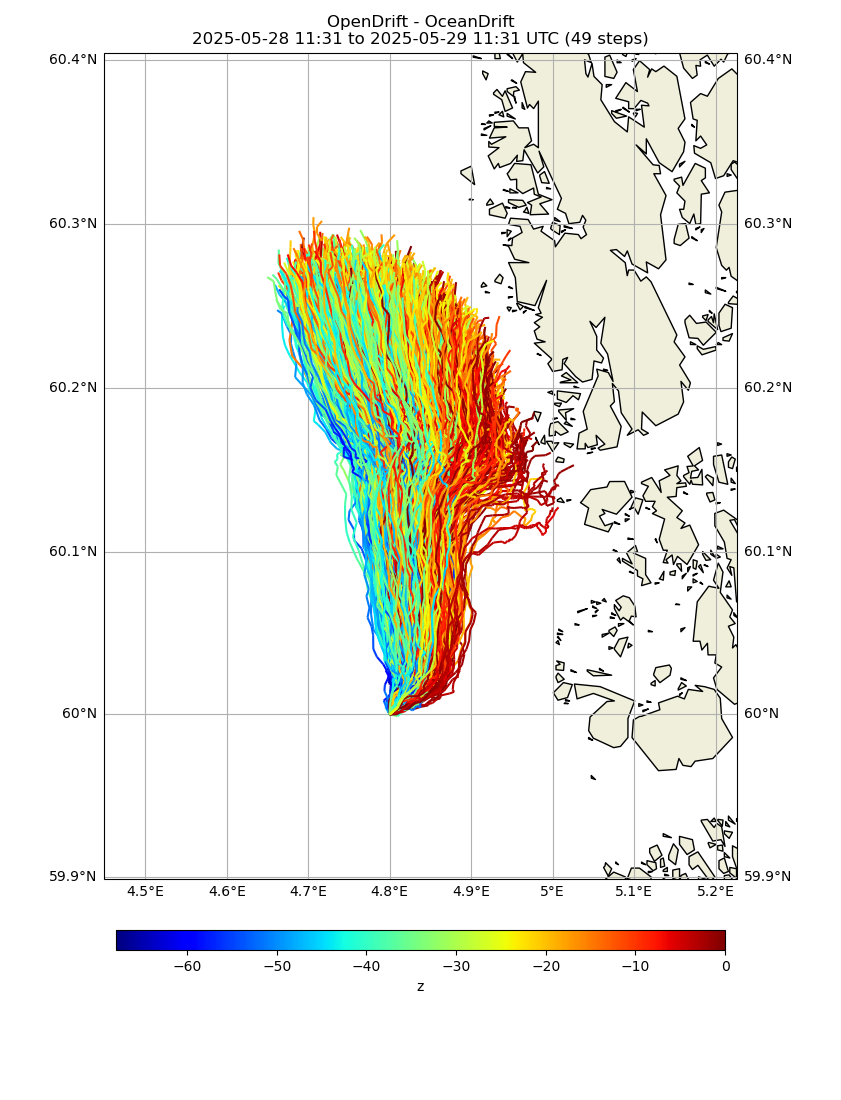 OpenDrift - OceanDrift
2025-05-28 11:31 to 2025-05-29 11:31 UTC (49 steps)
60.4°N 60.4°N
60.3°N 60.3°N
60.2°N 60.2°N
60.1°N 60.1°N
60°N 60°N
59.9°N 59.9°N
4.5°E 4.6°E 4.7°E 4.8°E 4.9°E 5°E 5.1°E 5.2°E
−60 −50 −40 −30 −20 −10 0
z